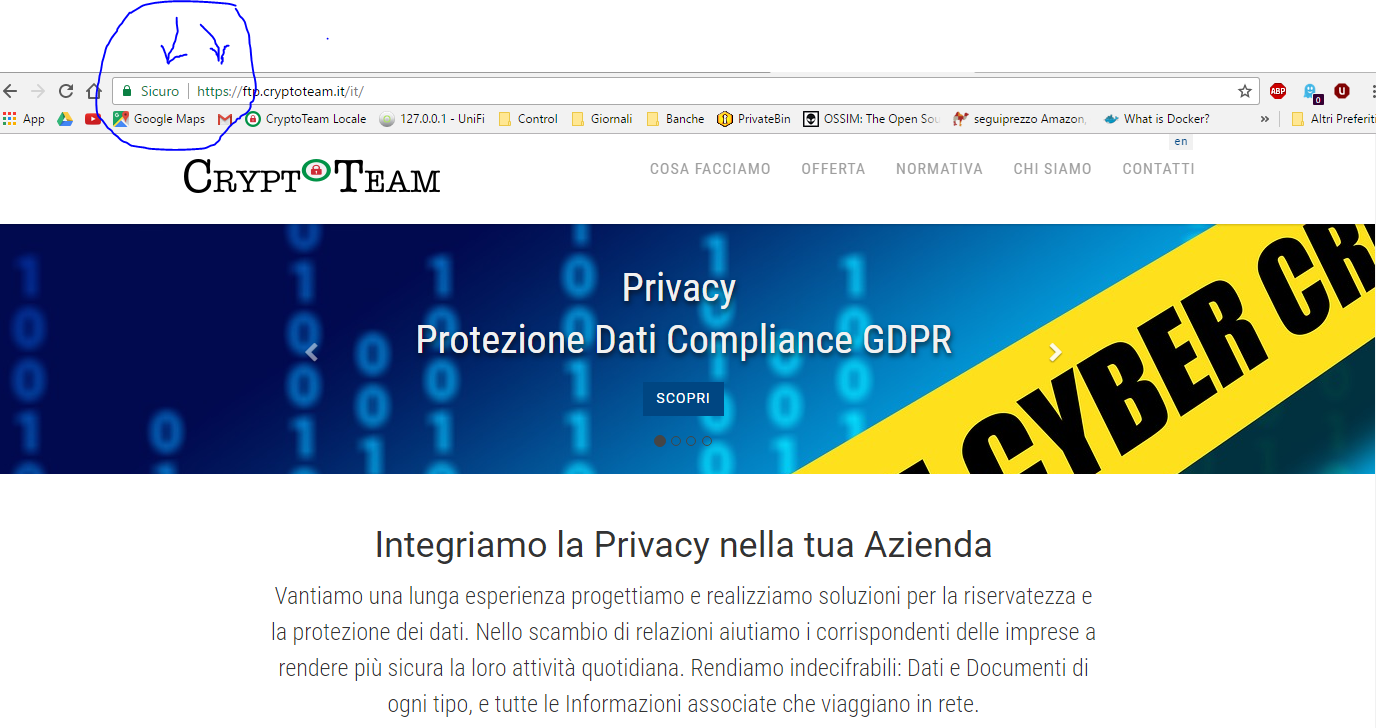 Sicuro https://ftp.cryptoteam.it/it/
ABP 0 U
App Google Maps CryptoTeam Locale 127.0.0.1 - UniFi Control Giornali Banche PrivateBin OSSIM: The Open Sou seguiprezzo Amazon, What is Docker? » Altri Preferiti
en
CRYPTOTEAM
COSA FACCIAMO OFFERTA NORMATIVA CHI SIAMO CONTATTI
Privacy
Protezione Dati Compliance GDPR
SCOPRI
CYBER CR
Integriamo la Privacy nella tua Azienda
Vantiamo una lunga esperienza progettiamo e realizziamo soluzioni per la riservatezza e
la protezione dei dati. Nello scambio di relazioni aiutiamo i corrispondenti delle imprese a
rendere più sicura la loro attività quotidiana. Rendiamo indecifrabili: Dati e Documenti di
ogni tipo, e tutte le Informazioni associate che viaggiano in rete.